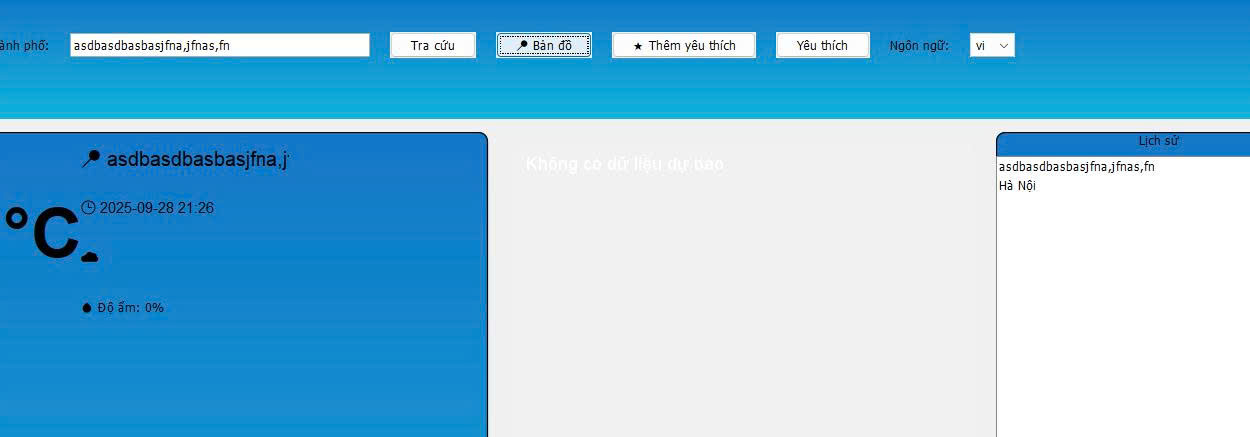 ành phố: asdbasdbasbasjfna,jfnas,fn Tra cứu Bản đồ ★ Thêm yêu thích Yêu thích Ngôn ngữ: vi
asdbasdbasbasjfna,j
2025-09-28 21:26
°C
Độ ẩm: 0%
Không có dữ liệu dự báo
Lịch sử
asdbasdbasbasjfna,jfnas,fn
Hà Nội